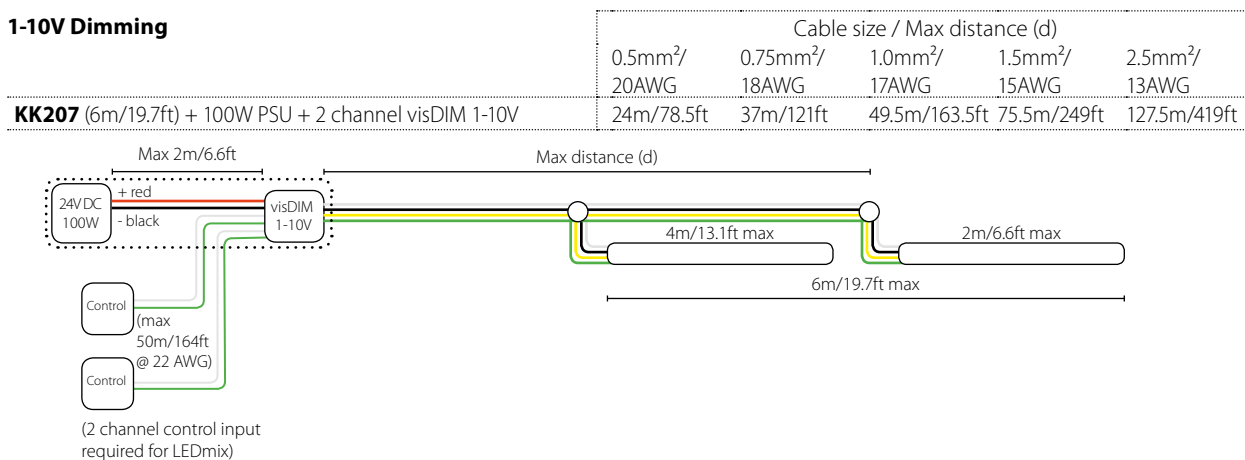 1-10V Dimming
Cable size / Max distance (d)
0.5mm²/ 0.75mm²/ 1.0mm²/ 1.5mm²/ 2.5mm²/
20AWG 18AWG 17AWG 15AWG 13AWG
KK207 (6m/19.7ft) + 100W PSU + 2 channel visDIM 1-10V 24m/78.5ft 37m/121ft 49.5m/163.5ft 75.5m/249ft 127.5m/419ft
Max 2m/6.6ft
Max distance (d)
24V DC
100W
+ red
- black
visDIM
1-10V
4m/13.1ft max
2m/6.6ft max
6m/19.7ft max
Control
(max
50m/164ft
@ 22 AWG)
Control
(2 channel control input
required for LEDmix)